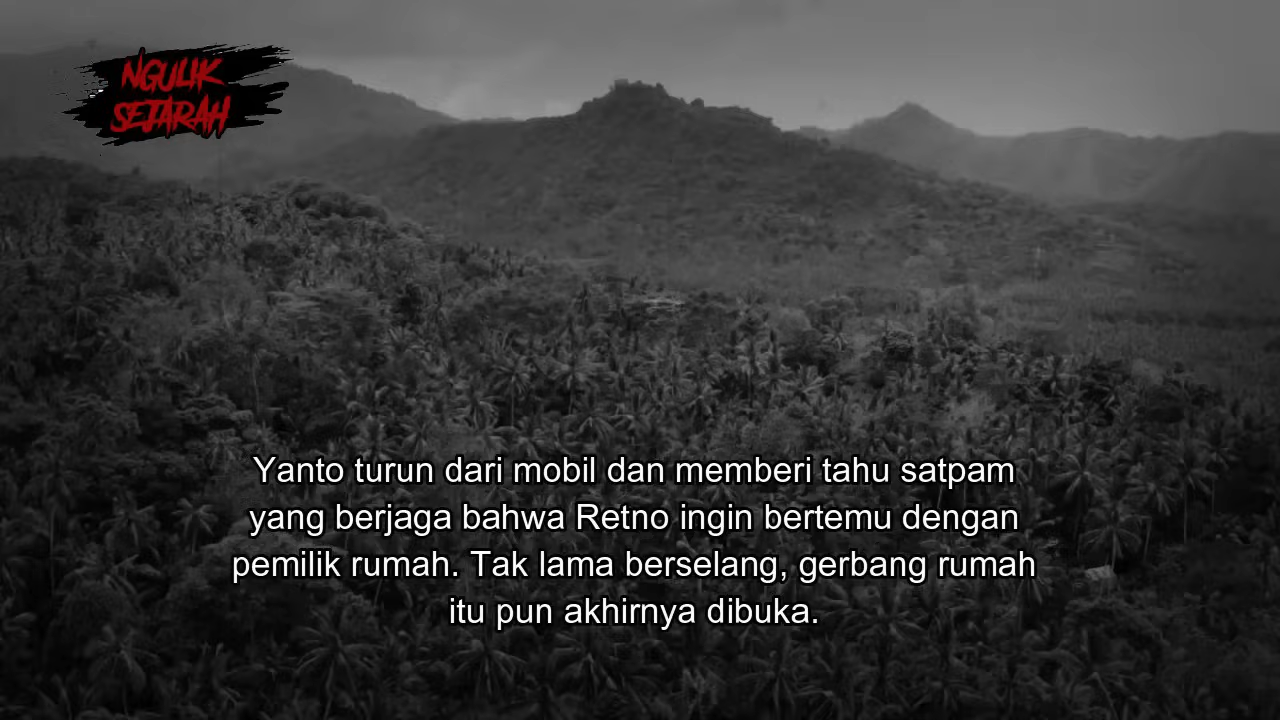 NGULIK
SEJARAH
Yanto turun dari mobil dan memberi tahu satpam
yang berjaga bahwa Retno ingin bertemu dengan
pemilik rumah. Tak lama berselang, gerbang rumah
itu pun akhirnya dibuka.